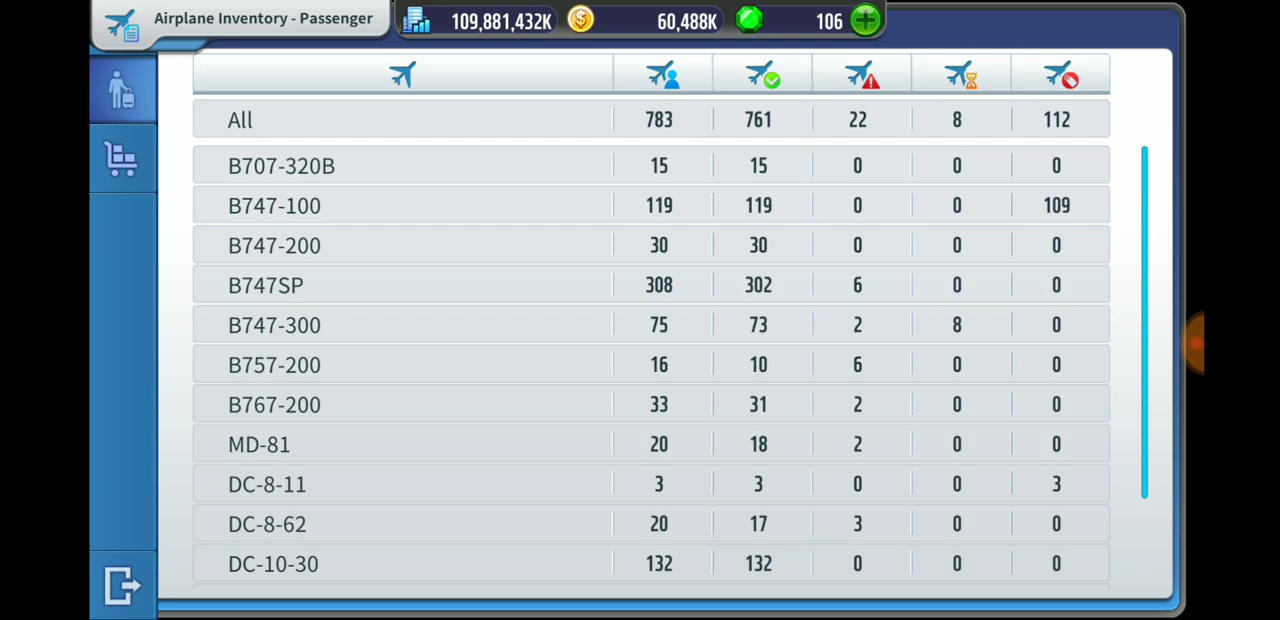 Airplane Inventory - Passenger
109,881,432K 60,488K 106
All 783 761 22 8 112
B707-320B 15 15 0 0 0
B747-100 119 119 0 0 109
B747-200 30 30 0 0 0
B747SP 308 302 6 0 0
B747-300 75 73 2 8 0
B757-200 16 10 6 0 0
B767-200 33 31 2 0 0
MD-81 20 18 2 0 0
DC-8-11 3 3 0 0 3
DC-8-62 20 17 3 0 0
DC-10-30 132 132 0 0 0